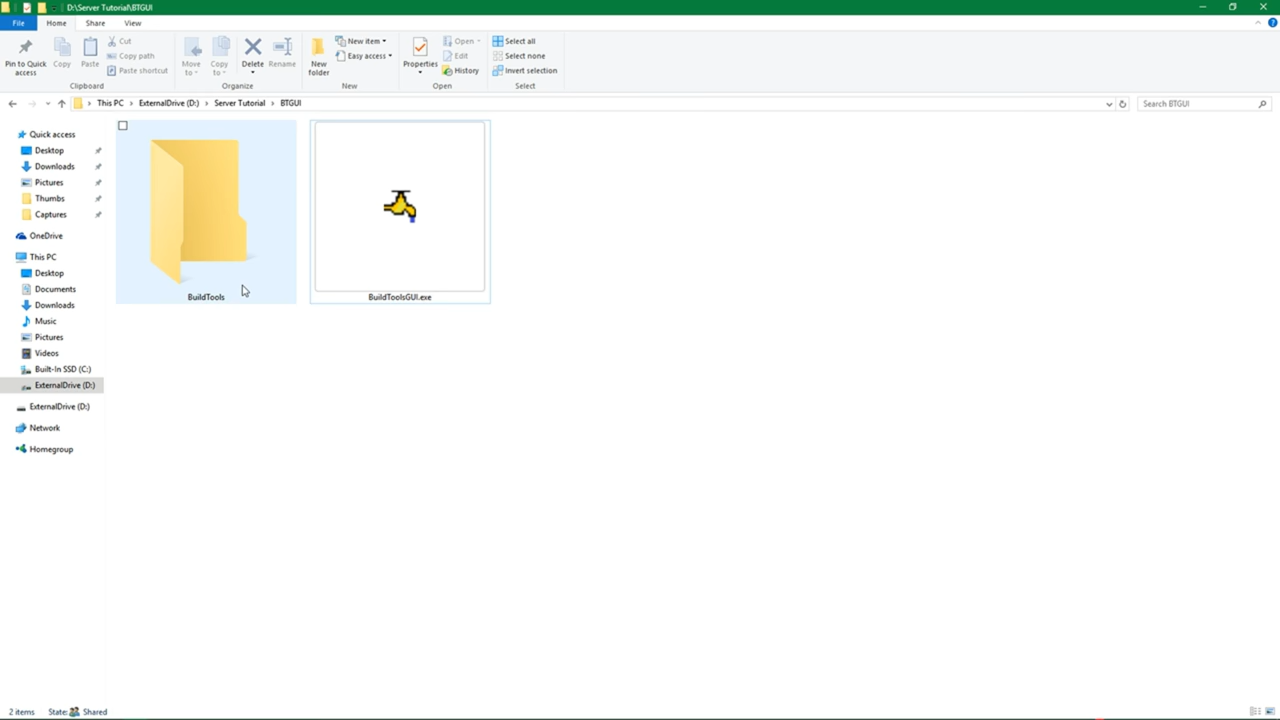 D:\Server Tutorial\BTGUI
File Home Share View
Pin to Quick access
Copy
Paste
Cut
Copy path
Paste shortcut
Clipboard
Move to
Copy to
Delete
Rename
Organize
New folder
New item
Easy access
New
Properties
Open
Edit
History
Open
Select all
Select none
Invert selection
Select
This PC > ExternalDrive (D:) > Server Tutorial > BTGUI
Search BTGUI
Quick access
Desktop
Downloads
Pictures
Thumbs
Captures
OneDrive
This PC
Desktop
Documents
Downloads
Music
Pictures
Videos
Built-In SSD (C:)
ExternalDrive (D:)
ExternalDrive (D:)
Network
Homegroup
BuildTools
BuildToolsGUI.exe
2 items State: Shared